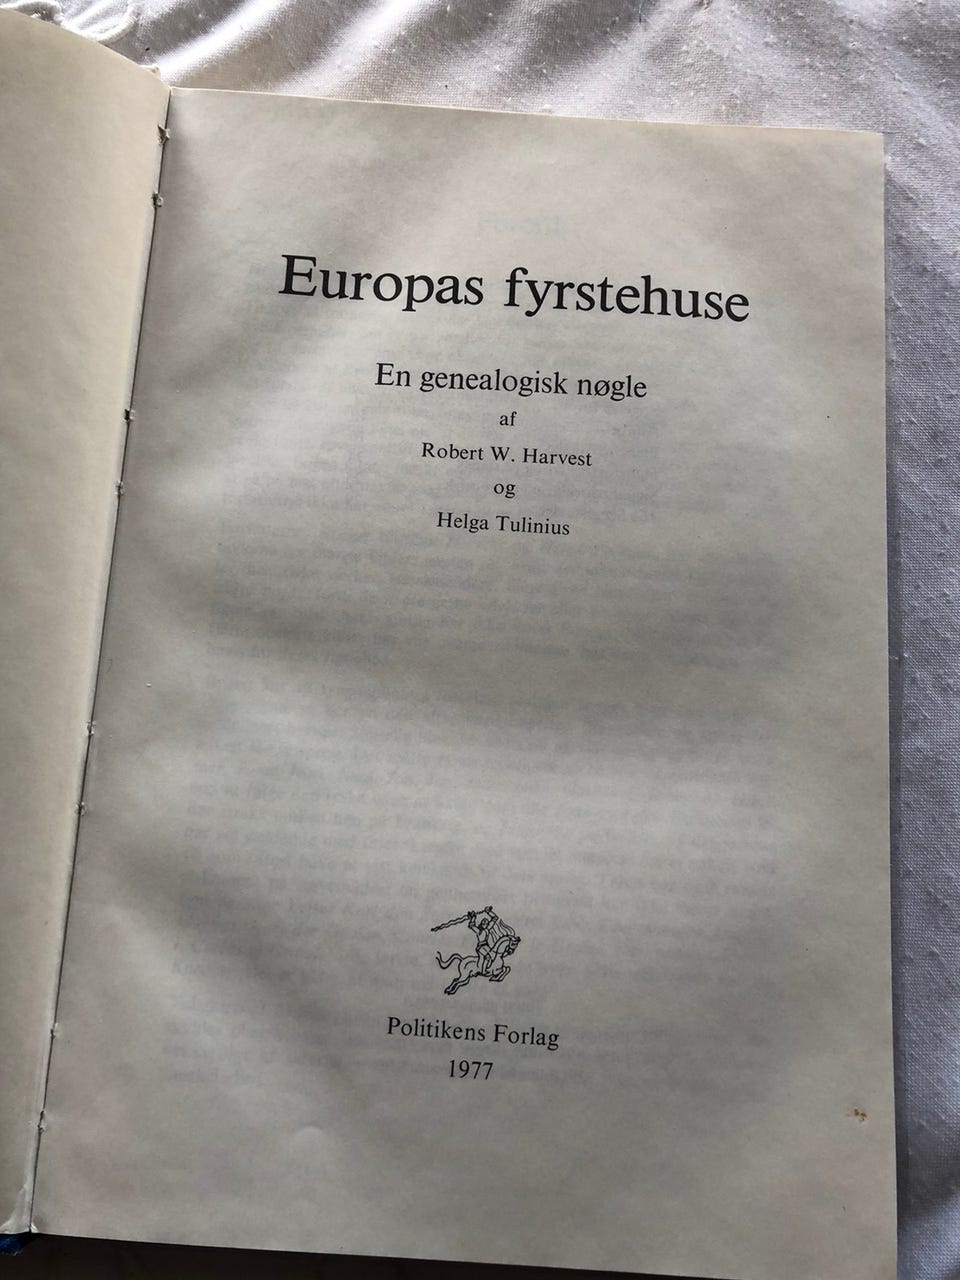 Europas fyrstehuse
En genealogisk nøgle
af
Robert W. Harvest
og
Helga Tulinius
Politikens Forlag
1977